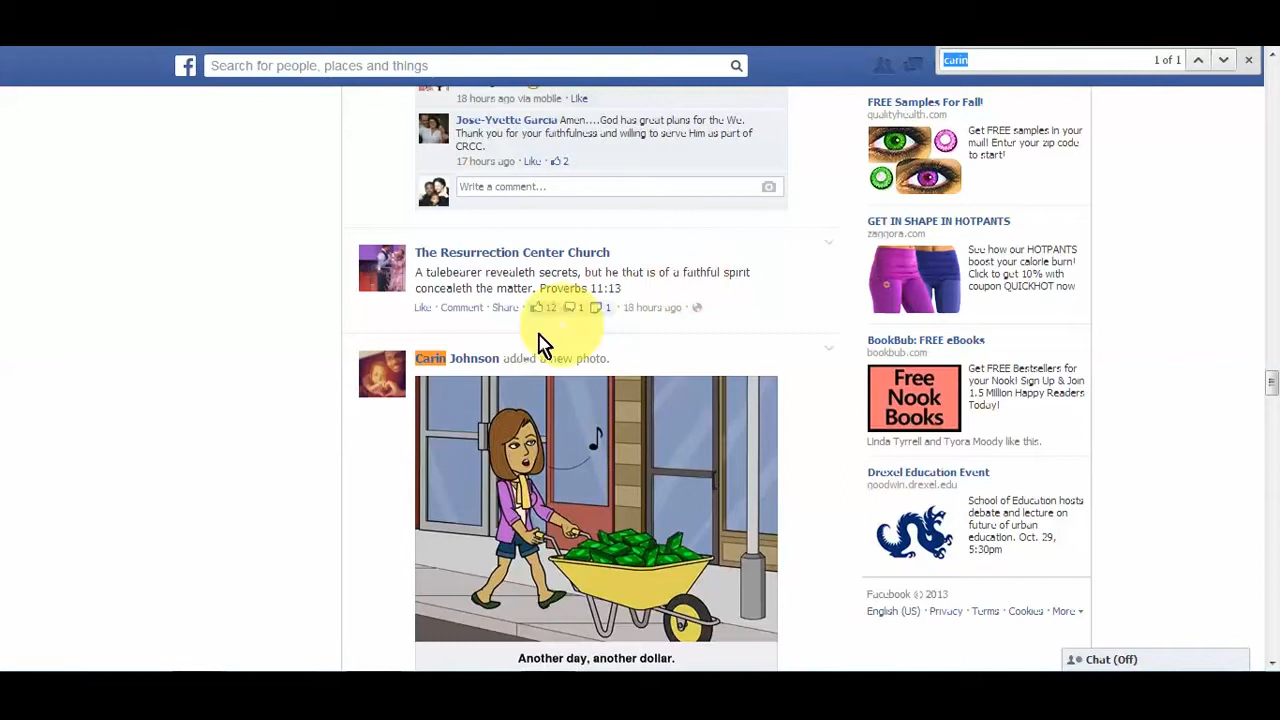 Search for people, places and things
carin
1 of 1
18 hours ago via mobile · Like
Jose-Yvette Garcia Amen....God has great plans for the We.
Thank you for your faithfulness and willing to serve Him as part of
CRCC.
17 hours ago · Like · 2
Write a comment...
The Resurrection Center Church
A talebearer revealeth secrets, but he that is of a faithful spirit
concealeth the matter. Proverbs 11:13
Like · Comment · Share · 12 1 1 · 18 hours ago ·
Carin Johnson added a new photo.
Another day, another dollar.
FREE Samples For Fall!
qualityhealth.com
Get FREE samples in your
mail! Enter your zip code
to start!
GET IN SHAPE IN HOTPANTS
zaggora.com
See how our HOTPANTS
boost your calorie burn!
Click to get 10% with
coupon QUICKHOT now
BookBub: FREE eBooks
bookbub.com
Free
Nook
Books
Get FREE Bestsellers for
your Nook! Sign Up & Join
1.5 Million Happy Readers
Today!
Linda Tyrrell and Tyora Moody like this.
Drexel Education Event
goodwin.drexel.edu
School of Education hosts
debate and lecture on
future of urban
education. Oct. 29,
5:30pm
Facebook © 2013
English (US) · Privacy · Terms · Cookies · More
Chat (Off)